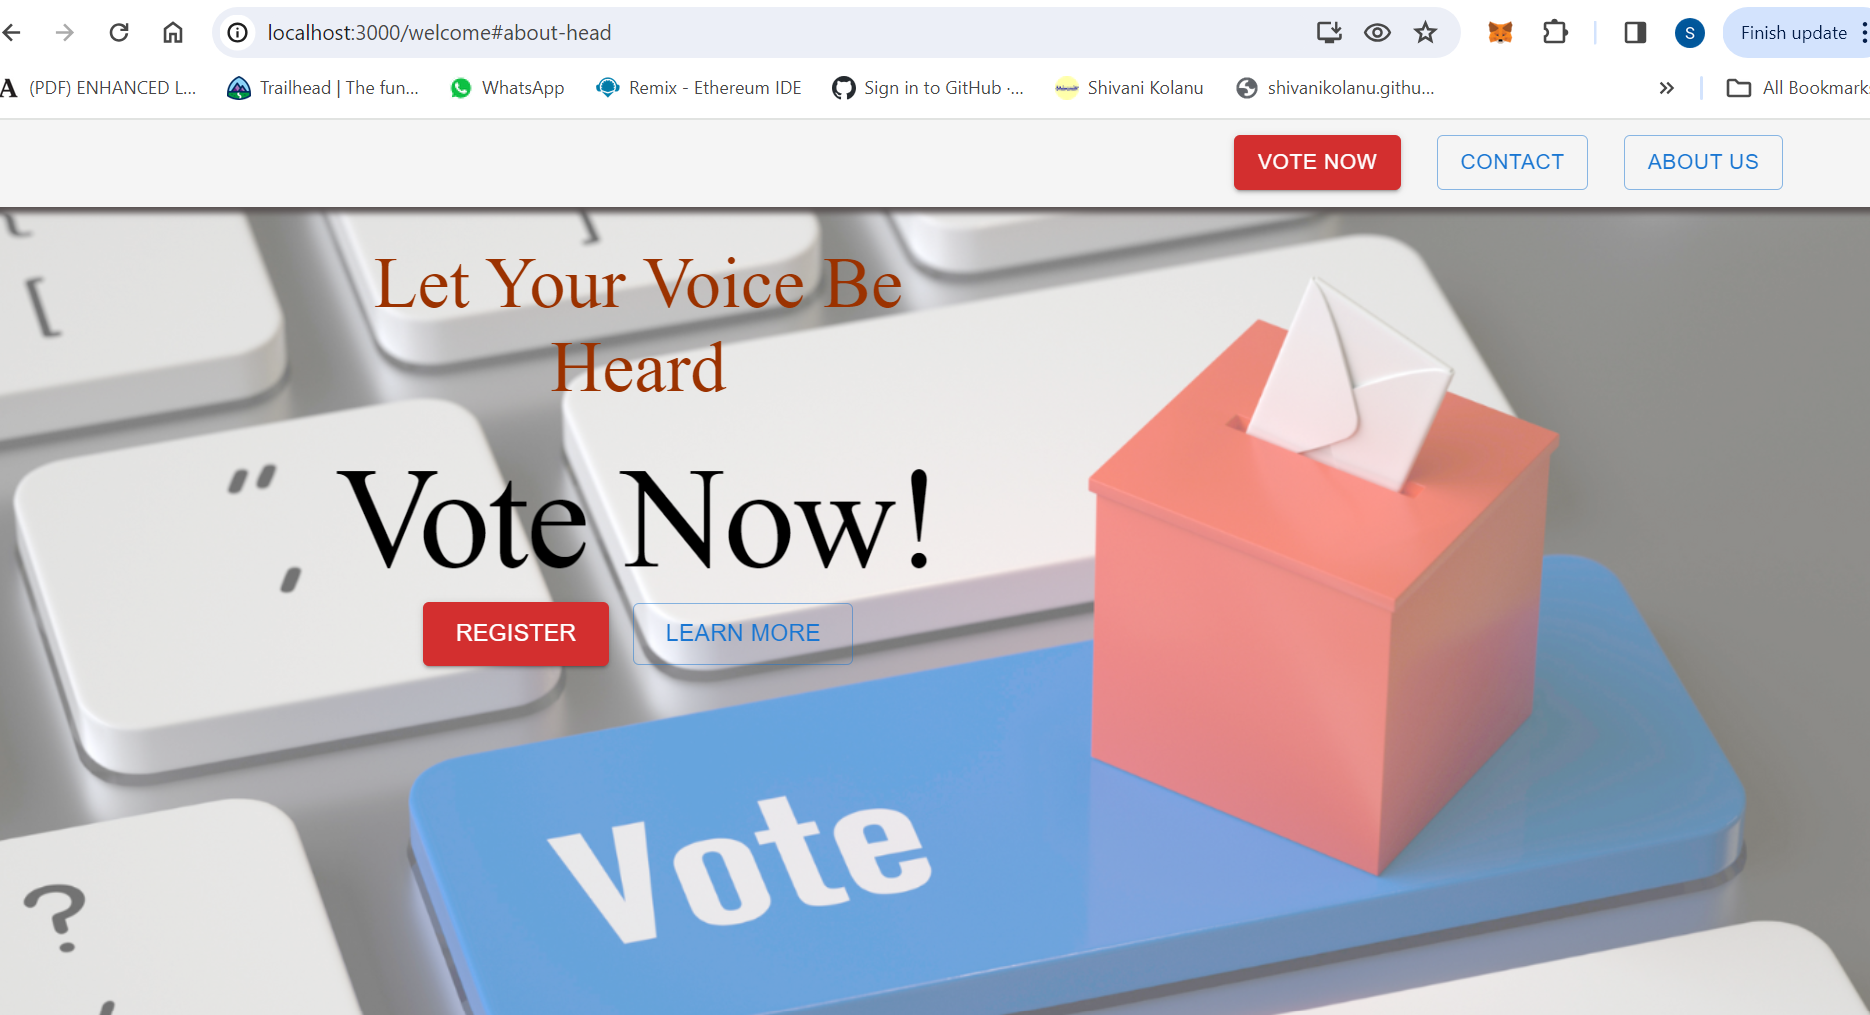 localhost:3000/welcome#about-head
S
Finish update
A (PDF) ENHANCED L...
Trailhead | The fun...
WhatsApp
Remix - Ethereum IDE
Sign in to GitHub ·...
Shivani Kolanu
shivanikolanu.githu...
»
All Bookmark
VOTE NOW
CONTACT
ABOUT US
Let Your Voice Be
Heard
Vote Now!
REGISTER
LEARN MORE
Vote
[
"
,
?